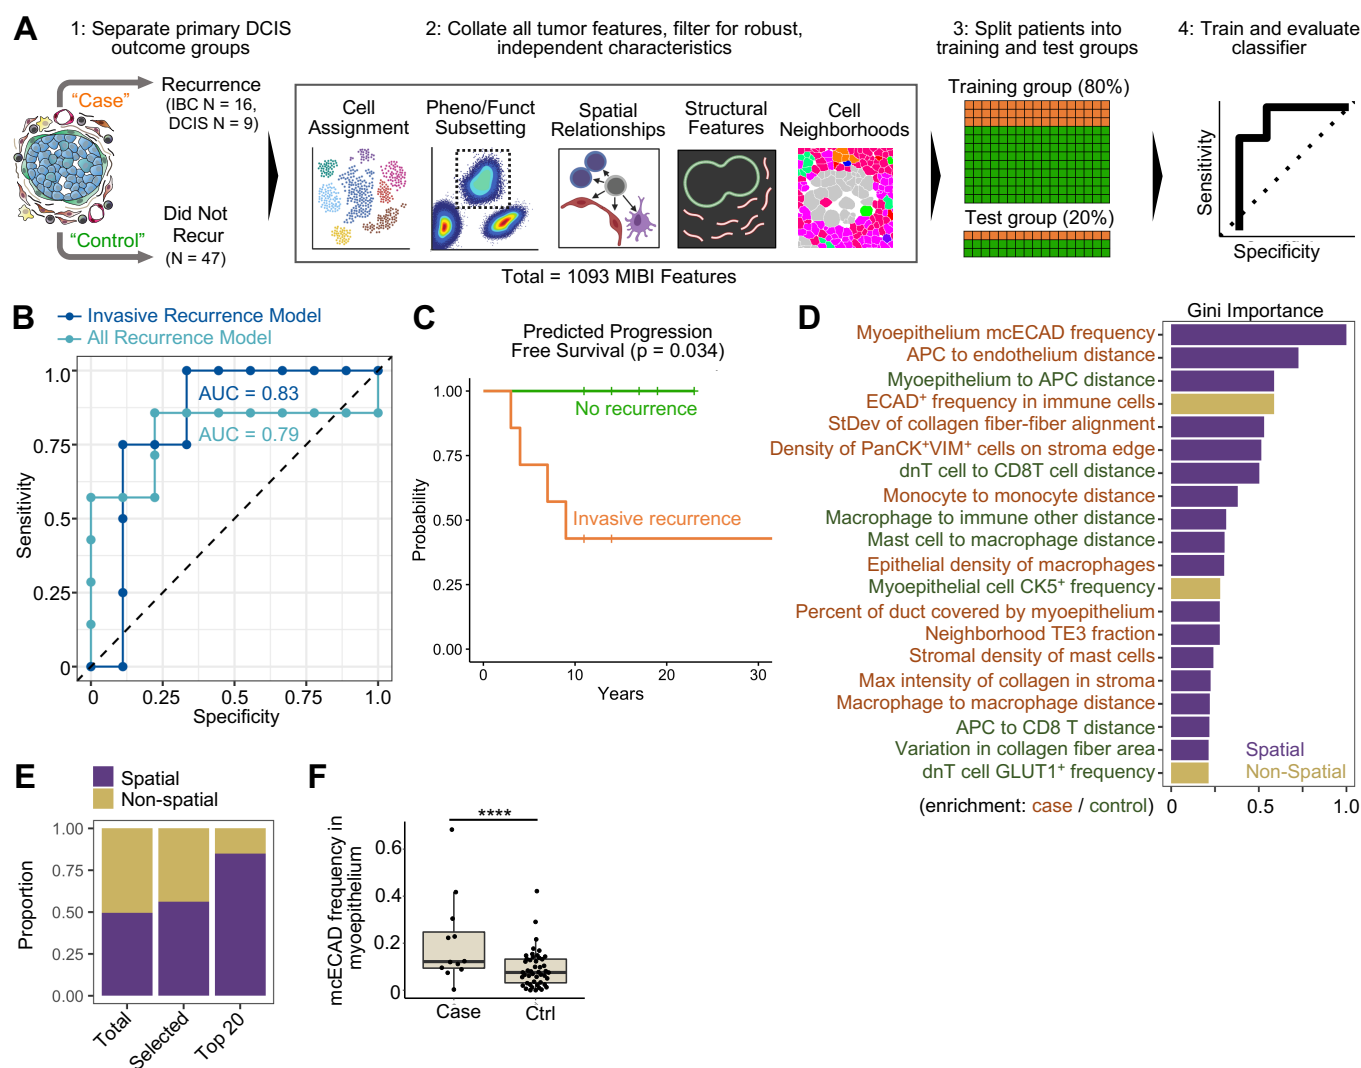 A
1: Separate primary DCIS
outcome groups
"Case"
Recurrence
(IBC N = 16,
DCIS N = 9)
"Control"
Did Not
Recur
(N = 47)
2: Collate all tumor features, filter for robust,
independent characteristics
Cell
Assignment
Pheno/Funct
Subsetting
Spatial
Relationships
Structural
Features
Cell
Neighborhoods
Total = 1093 MIBI Features
3: Split patients into
training and test groups
Training group (80%)
Test group (20%)
4: Train and evaluate
classifier
Sensitivity
Specificity
B
Invasive Recurrence Model
All Recurrence Model
AUC = 0.83
AUC = 0.79
1.0
0.75
0.5
0.25
0
Sensitivity
0
0.25
0.5
0.75
1.0
Specificity
C
Predicted Progression
Free Survival (p = 0.034)
No recurrence
Invasive recurrence
1.00
0.75
0.50
0.25
0.00
Probability
0
10
20
30
Years
D
Gini Importance
Myoepithelium mcECAD frequency
APC to endothelium distance
Myoepithelium to APC distance
ECAD⁺ frequency in immune cells
StDev of collagen fiber-fiber alignment
Density of PanCK⁺VIM⁺ cells on stroma edge
dnT cell to CD8T cell distance
Monocyte to monocyte distance
Macrophage to immune other distance
Mast cell to macrophage distance
Epithelial density of macrophages
Myoepithelial cell CK5⁺ frequency
Percent of duct covered by myoepithelium
Neighborhood TE3 fraction
Stromal density of mast cells
Max intensity of collagen in stroma
Macrophage to macrophage distance
APC to CD8 T distance
Variation in collagen fiber area
dnT cell GLUT1⁺ frequency
Spatial
Non-Spatial
(enrichment: case / control)
0
0.5
1.0
E
Spatial
Non-spatial
1.00
0.75
0.50
0.25
0.00
Proportion
Total
Selected
Top 20
F
mcECAD frequency in
myoepithelium
****
0.6
0.4
0.2
0
Case
Ctrl